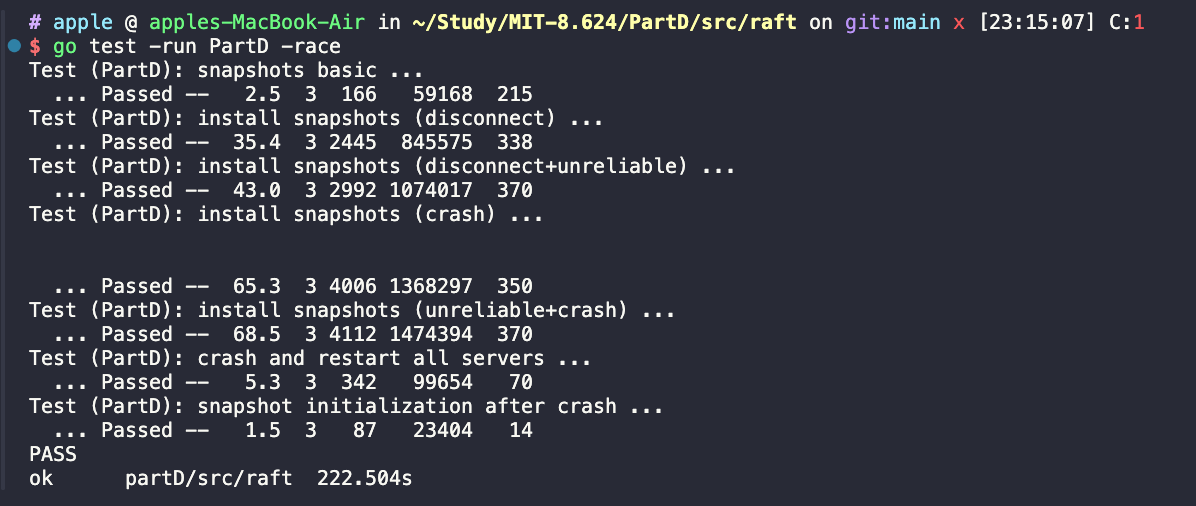 # apple @ apples-MacBook-Air in ~/Study/MIT-8.624/PartD/src/raft on git:main x [23:15:07] C:1
$ go test -run PartD -race
Test (PartD): snapshots basic ...
  ... Passed --   2.5  3  166   59168  215
Test (PartD): install snapshots (disconnect) ...
  ... Passed --  35.4  3 2445  845575  338
Test (PartD): install snapshots (disconnect+unreliable) ...
  ... Passed --  43.0  3 2992 1074017  370
Test (PartD): install snapshots (crash) ...
  ... Passed --  65.3  3 4006 1368297  350
Test (PartD): install snapshots (unreliable+crash) ...
  ... Passed --  68.5  3 4112 1474394  370
Test (PartD): crash and restart all servers ...
  ... Passed --   5.3  3  342   99654   70
Test (PartD): snapshot initialization after crash ...
  ... Passed --   1.5  3   87   23404   14
PASS
ok      partD/src/raft  222.504s